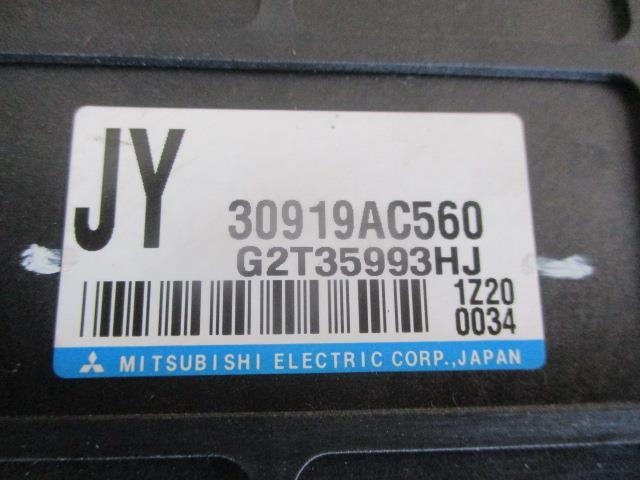 JY
30919AC560
G2T35993HJ
1Z20
0034
MITSUBISHI ELECTRIC CORP.,JAPAN